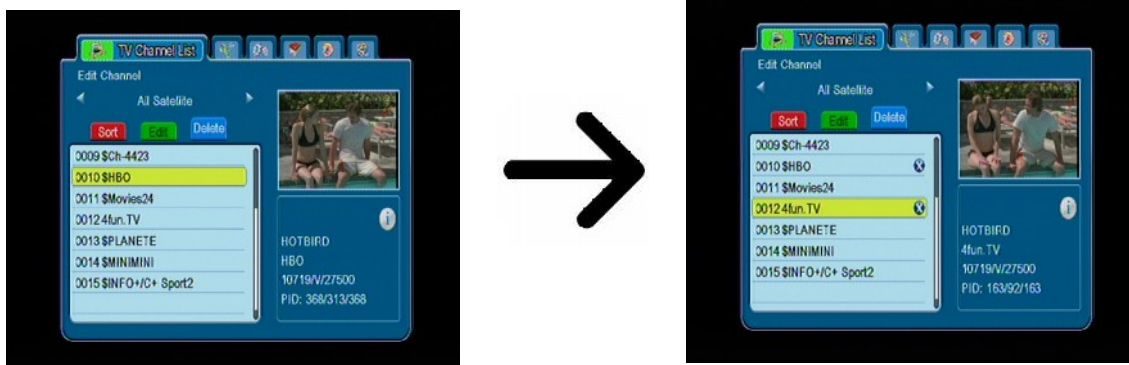 TV Channel List
Edit Channel
All Satellite
Sort Edit Delete
0009 $Ch-4423
0010 $HBO
0011 $Movies24
0012 4fun.TV
0013 $PLANETE
0014 $MINIMINI
0015 $INFO+/C+ Sport2
HOTBIRD
HBO
10719/V/27500
PID: 368/313/368
TV Channel List
Edit Channel
All Satellite
Sort Edit Delete
0009 $Ch-4423
0010 $HBO
0011 $Movies24
0012 4fun.TV
0013 $PLANETE
0014 $MINIMINI
0015 $INFO+/C+ Sport2
HOTBIRD
4fun.TV
10719/V/27500
PID: 163/92/163